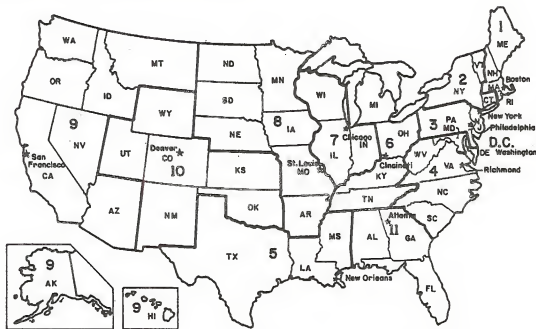 1
WA
ME
MT
ND
MN
VT
NH
2
NY
MA
Boston
OR
ID
SD
WI
MI
CT
RI
WY
New York
9
NV
NE
8
IA
3
PA
MD
NJ
Philadelphia
D.C.
DE
Washington
San
Francisco
CA
UT
Denver
CO
10
KS
St. Louis
MO
7
IL
Chicago
IN
6
OH
Cincinnati
KY
WV
4
VA
Richmond
AZ
NM
OK
AR
TN
NC
SC
Atlanta
11
GA
MS
AL
TX
5
LA
New Orleans
FL
9
AK
9
HI